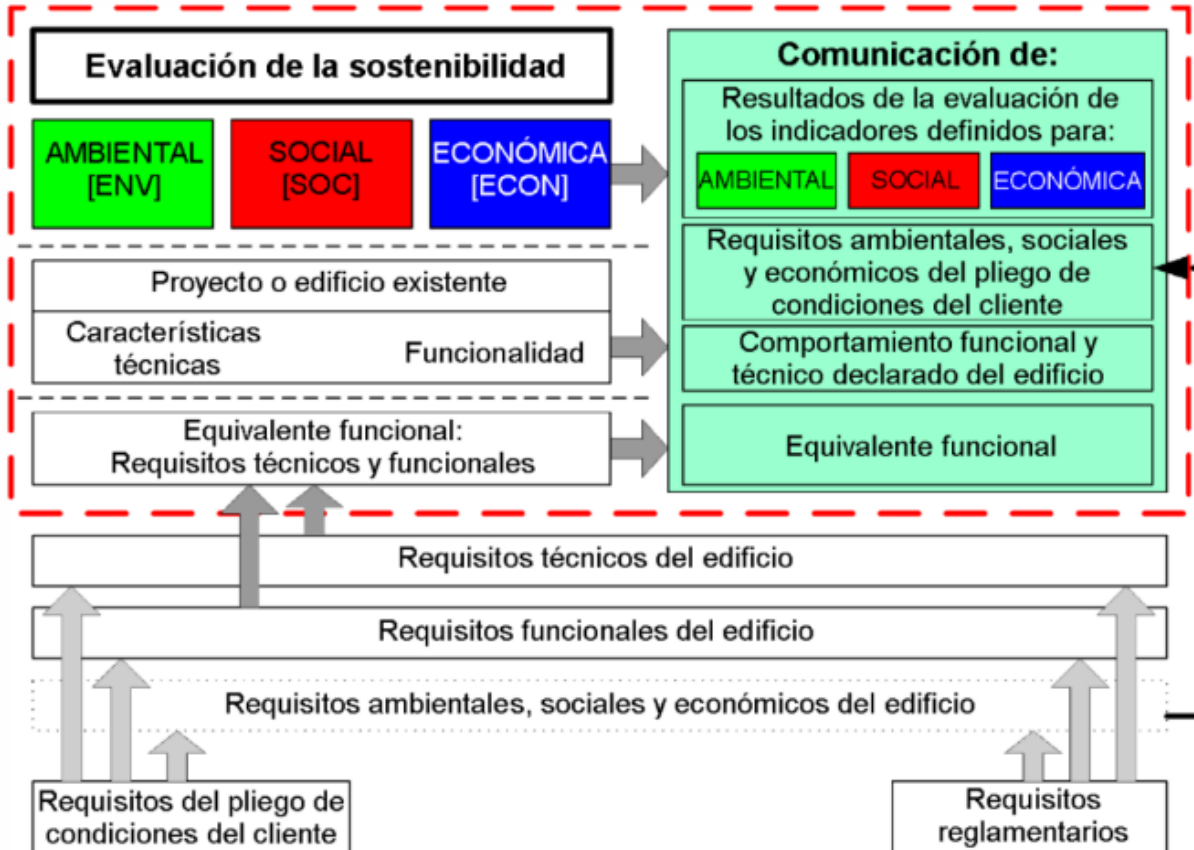 Evaluación de la sostenibilidad
AMBIENTAL
[ENV]
SOCIAL
[SOC]
ECONÓMICA
[ECON]
Proyecto o edificio existente
Características
técnicas
Funcionalidad
Equivalente funcional:
Requisitos técnicos y funcionales
Comunicación de:
Resultados de la evaluación de
los indicadores definidos para:
AMBIENTAL
SOCIAL
ECONÓMICA
Requisitos ambientales, sociales
y económicos del pliego de
condiciones del cliente
Comportamiento funcional y
técnico declarado del edificio
Equivalente funcional
Requisitos técnicos del edificio
Requisitos funcionales del edificio
Requisitos ambientales, sociales y económicos del edificio
Requisitos del pliego de
condiciones del cliente
Requisitos
reglamentarios